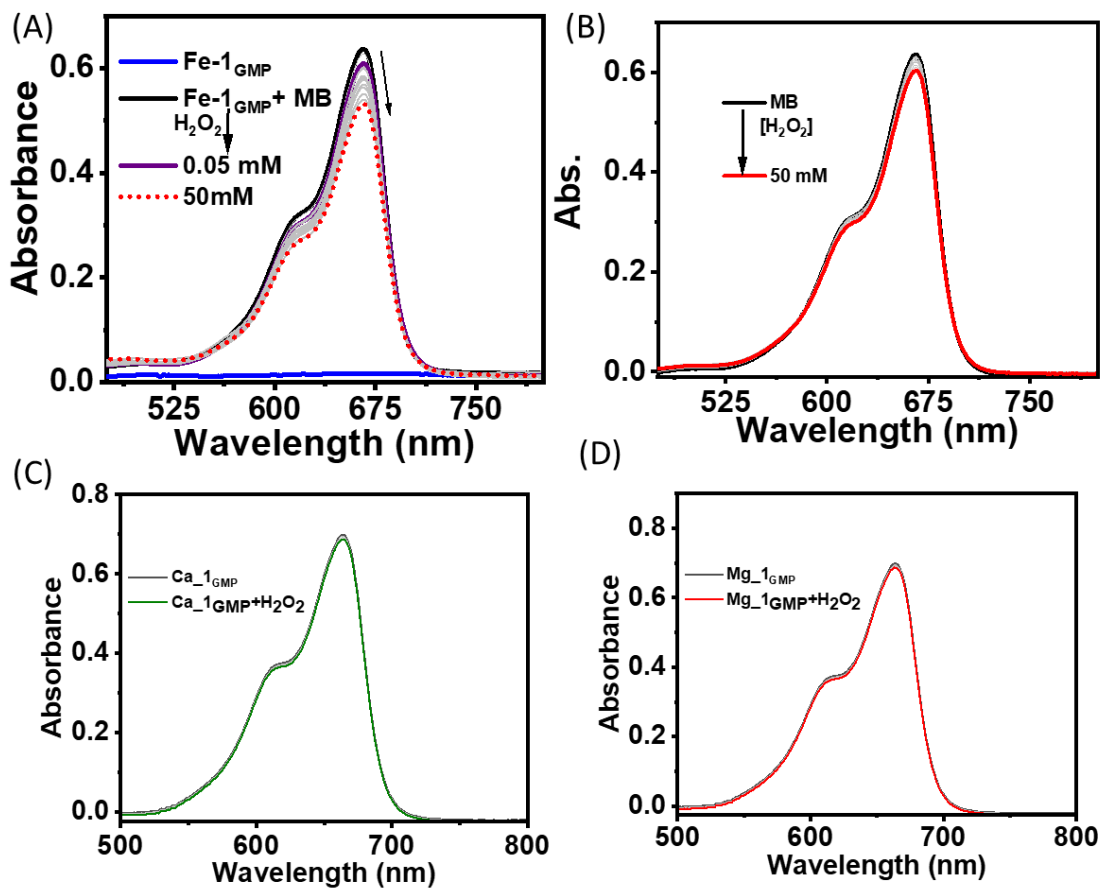 (A)
Fe-1GMP
Fe-1GMP+ MB
H2O2
0.05 mM
50mM
0.6
0.4
0.2
0.0
Absorbance
525 600 675 750
Wavelength (nm)
(B)
MB
[H2O2]
50 mM
0.6
0.4
0.2
0.0
Abs.
525 600 675 750
Wavelength (nm)
(C)
Ca_1GMP
Ca_1GMP+H2O2
0.8
0.6
0.4
0.2
0.0
Absorbance
500 600 700 800
Wavelength (nm)
(D)
Mg_1GMP
Mg_1GMP+H2O2
0.8
0.6
0.4
0.2
0.0
Absorbance
500 600 700 800
Wavelength (nm)